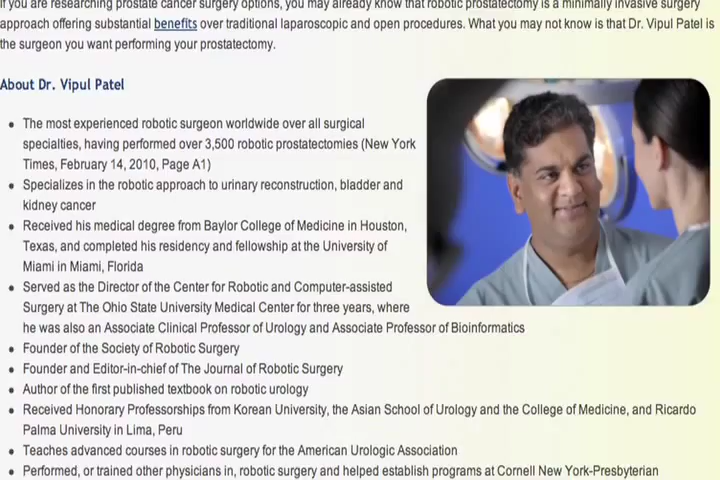 If you are researching prostate cancer surgery options, you may already know that robotic prostatectomy is a minimally invasive surgery
approach offering substantial benefits over traditional laparoscopic and open procedures. What you may not know is that Dr. Vipul Patel is
the surgeon you want performing your prostatectomy.
About Dr. Vipul Patel
• The most experienced robotic surgeon worldwide over all surgical
specialties, having performed over 3,500 robotic prostatectomies (New York
Times, February 14, 2010, Page A1)
• Specializes in the robotic approach to urinary reconstruction, bladder and
kidney cancer
• Received his medical degree from Baylor College of Medicine in Houston,
Texas, and completed his residency and fellowship at the University of
Miami in Miami, Florida
• Served as the Director of the Center for Robotic and Computer-assisted
Surgery at The Ohio State University Medical Center for three years, where
he was also an Associate Clinical Professor of Urology and Associate Professor of Bioinformatics
• Founder of the Society of Robotic Surgery
• Founder and Editor-in-chief of The Journal of Robotic Surgery
• Author of the first published textbook on robotic urology
• Received Honorary Professorships from Korean University, the Asian School of Urology and the College of Medicine, and Ricardo
Palma University in Lima, Peru
• Teaches advanced courses in robotic surgery for the American Urologic Association
• Performed, or trained other physicians in, robotic surgery and helped establish programs at Cornell New York-Presbyterian